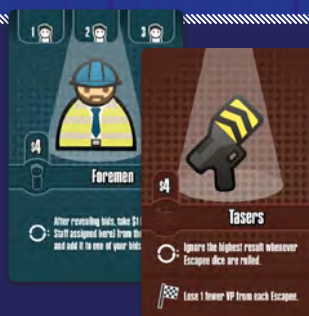 1 2 3
$4
Foremen
After revealing bids, take $1
Staff assigned here) from the
and add it to one of your bids
$4
Tasers
Ignore the highest result whenever
Escapee dice are rolled.
Lose 1 fewer VP from each Escapee.